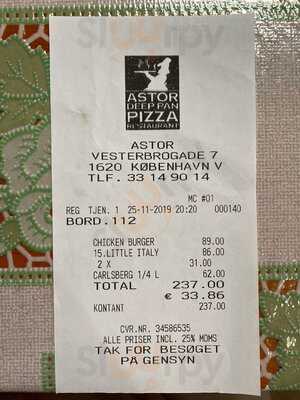 ASTOR
DEEP PAN
PIZZA
RESTAURANT
ASTOR
VESTERBROGADE 7
1620 KØBENHAVN V
TLF. 33 14 90 14
MC #01
REG TJEN. 1 25-11-2019 20:20 000140
BORD.112
CHICKEN BURGER 89.00
15.LITTLE ITALY 86.00
2 X 31.00
CARLSBERG 1/4 L 62.00
TOTAL 237.00
€ 33.86
KONTANT 237.00
CVR.NR. 34586535
ALLE PRISER INCL. 25% MOMS
TAK FOR BESØGET
PÅ GENSYN